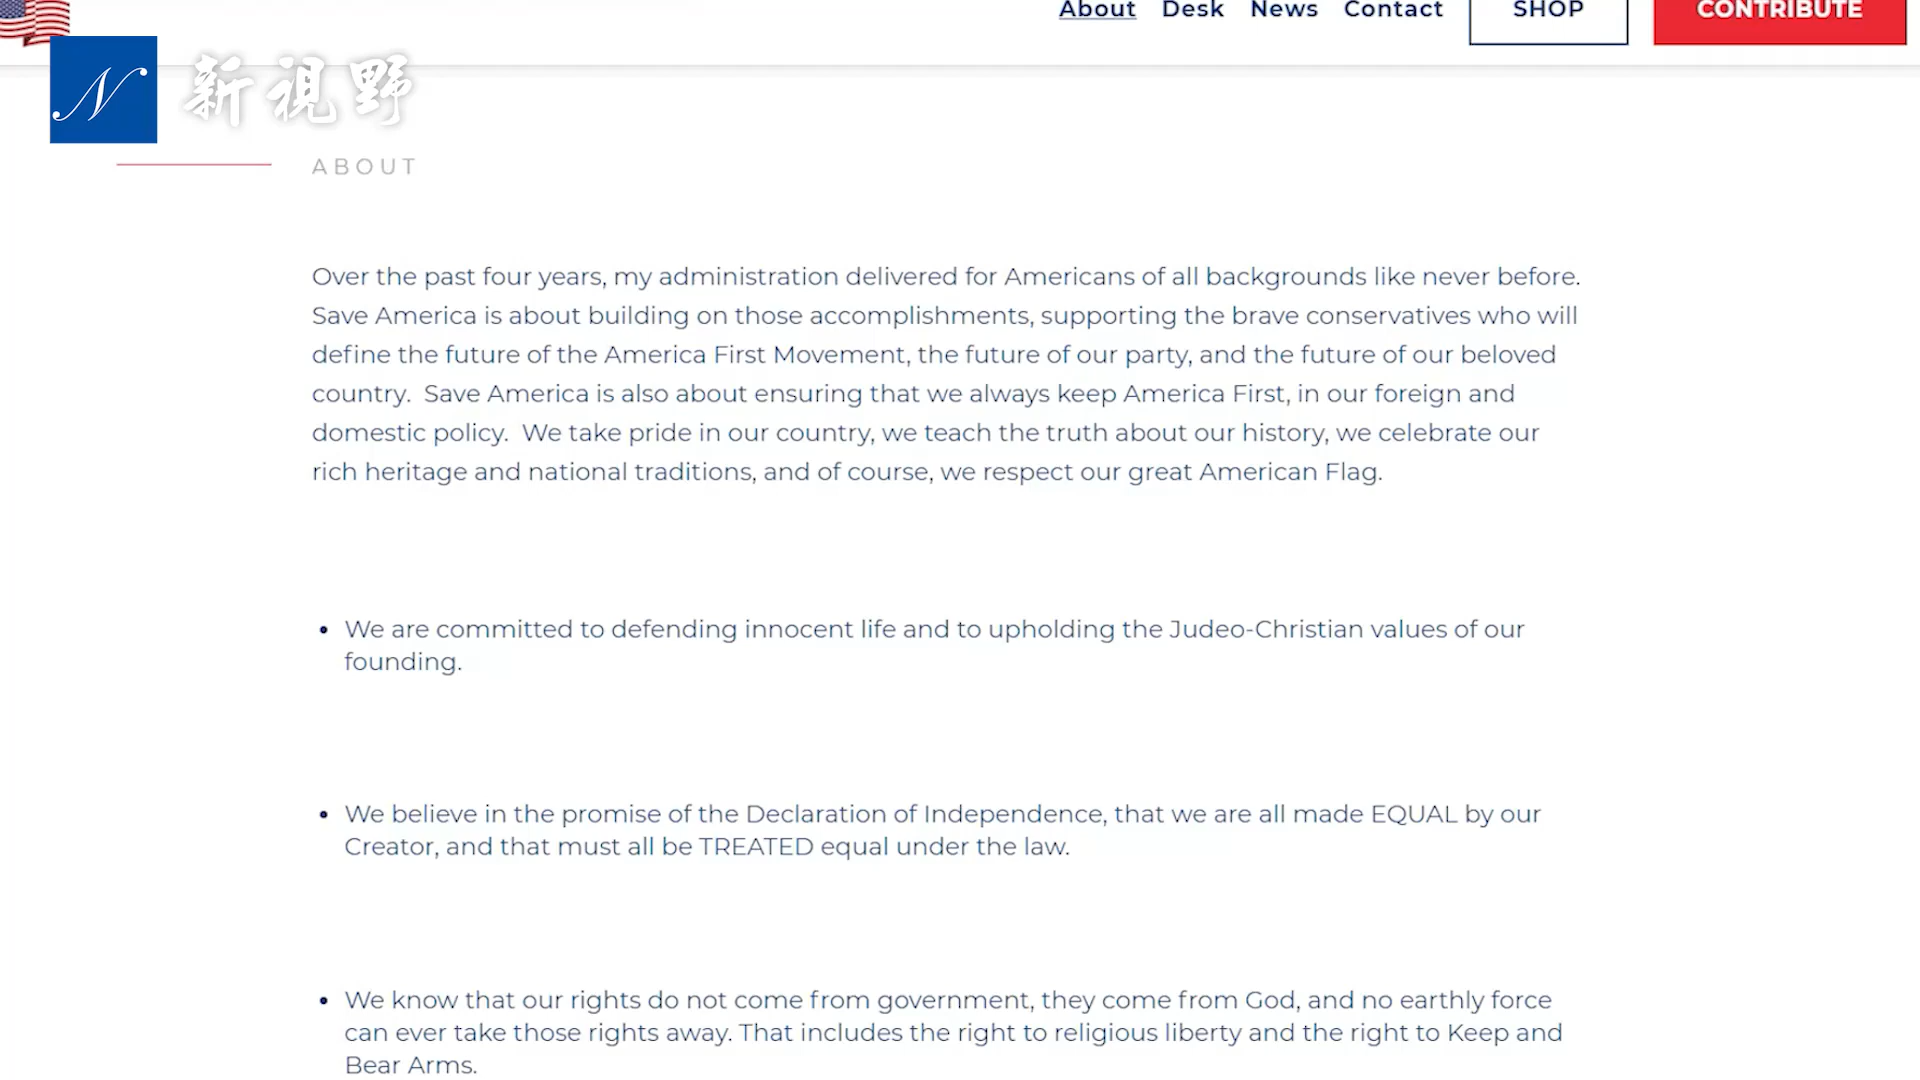 About Desk News Contact SHOP CONTRIBUTE
N 新視野
ABOUT
Over the past four years, my administration delivered for Americans of all backgrounds like never before.
Save America is about building on those accomplishments, supporting the brave conservatives who will
define the future of the America First Movement, the future of our party, and the future of our beloved
country.  Save America is also about ensuring that we always keep America First, in our foreign and
domestic policy.  We take pride in our country, we teach the truth about our history, we celebrate our
rich heritage and national traditions, and of course, we respect our great American Flag.
• We are committed to defending innocent life and to upholding the Judeo-Christian values of our
founding.
• We believe in the promise of the Declaration of Independence, that we are all made EQUAL by our
Creator, and that must all be TREATED equal under the law.
• We know that our rights do not come from government, they come from God, and no earthly force
can ever take those rights away. That includes the right to religious liberty and the right to Keep and
Bear Arms.